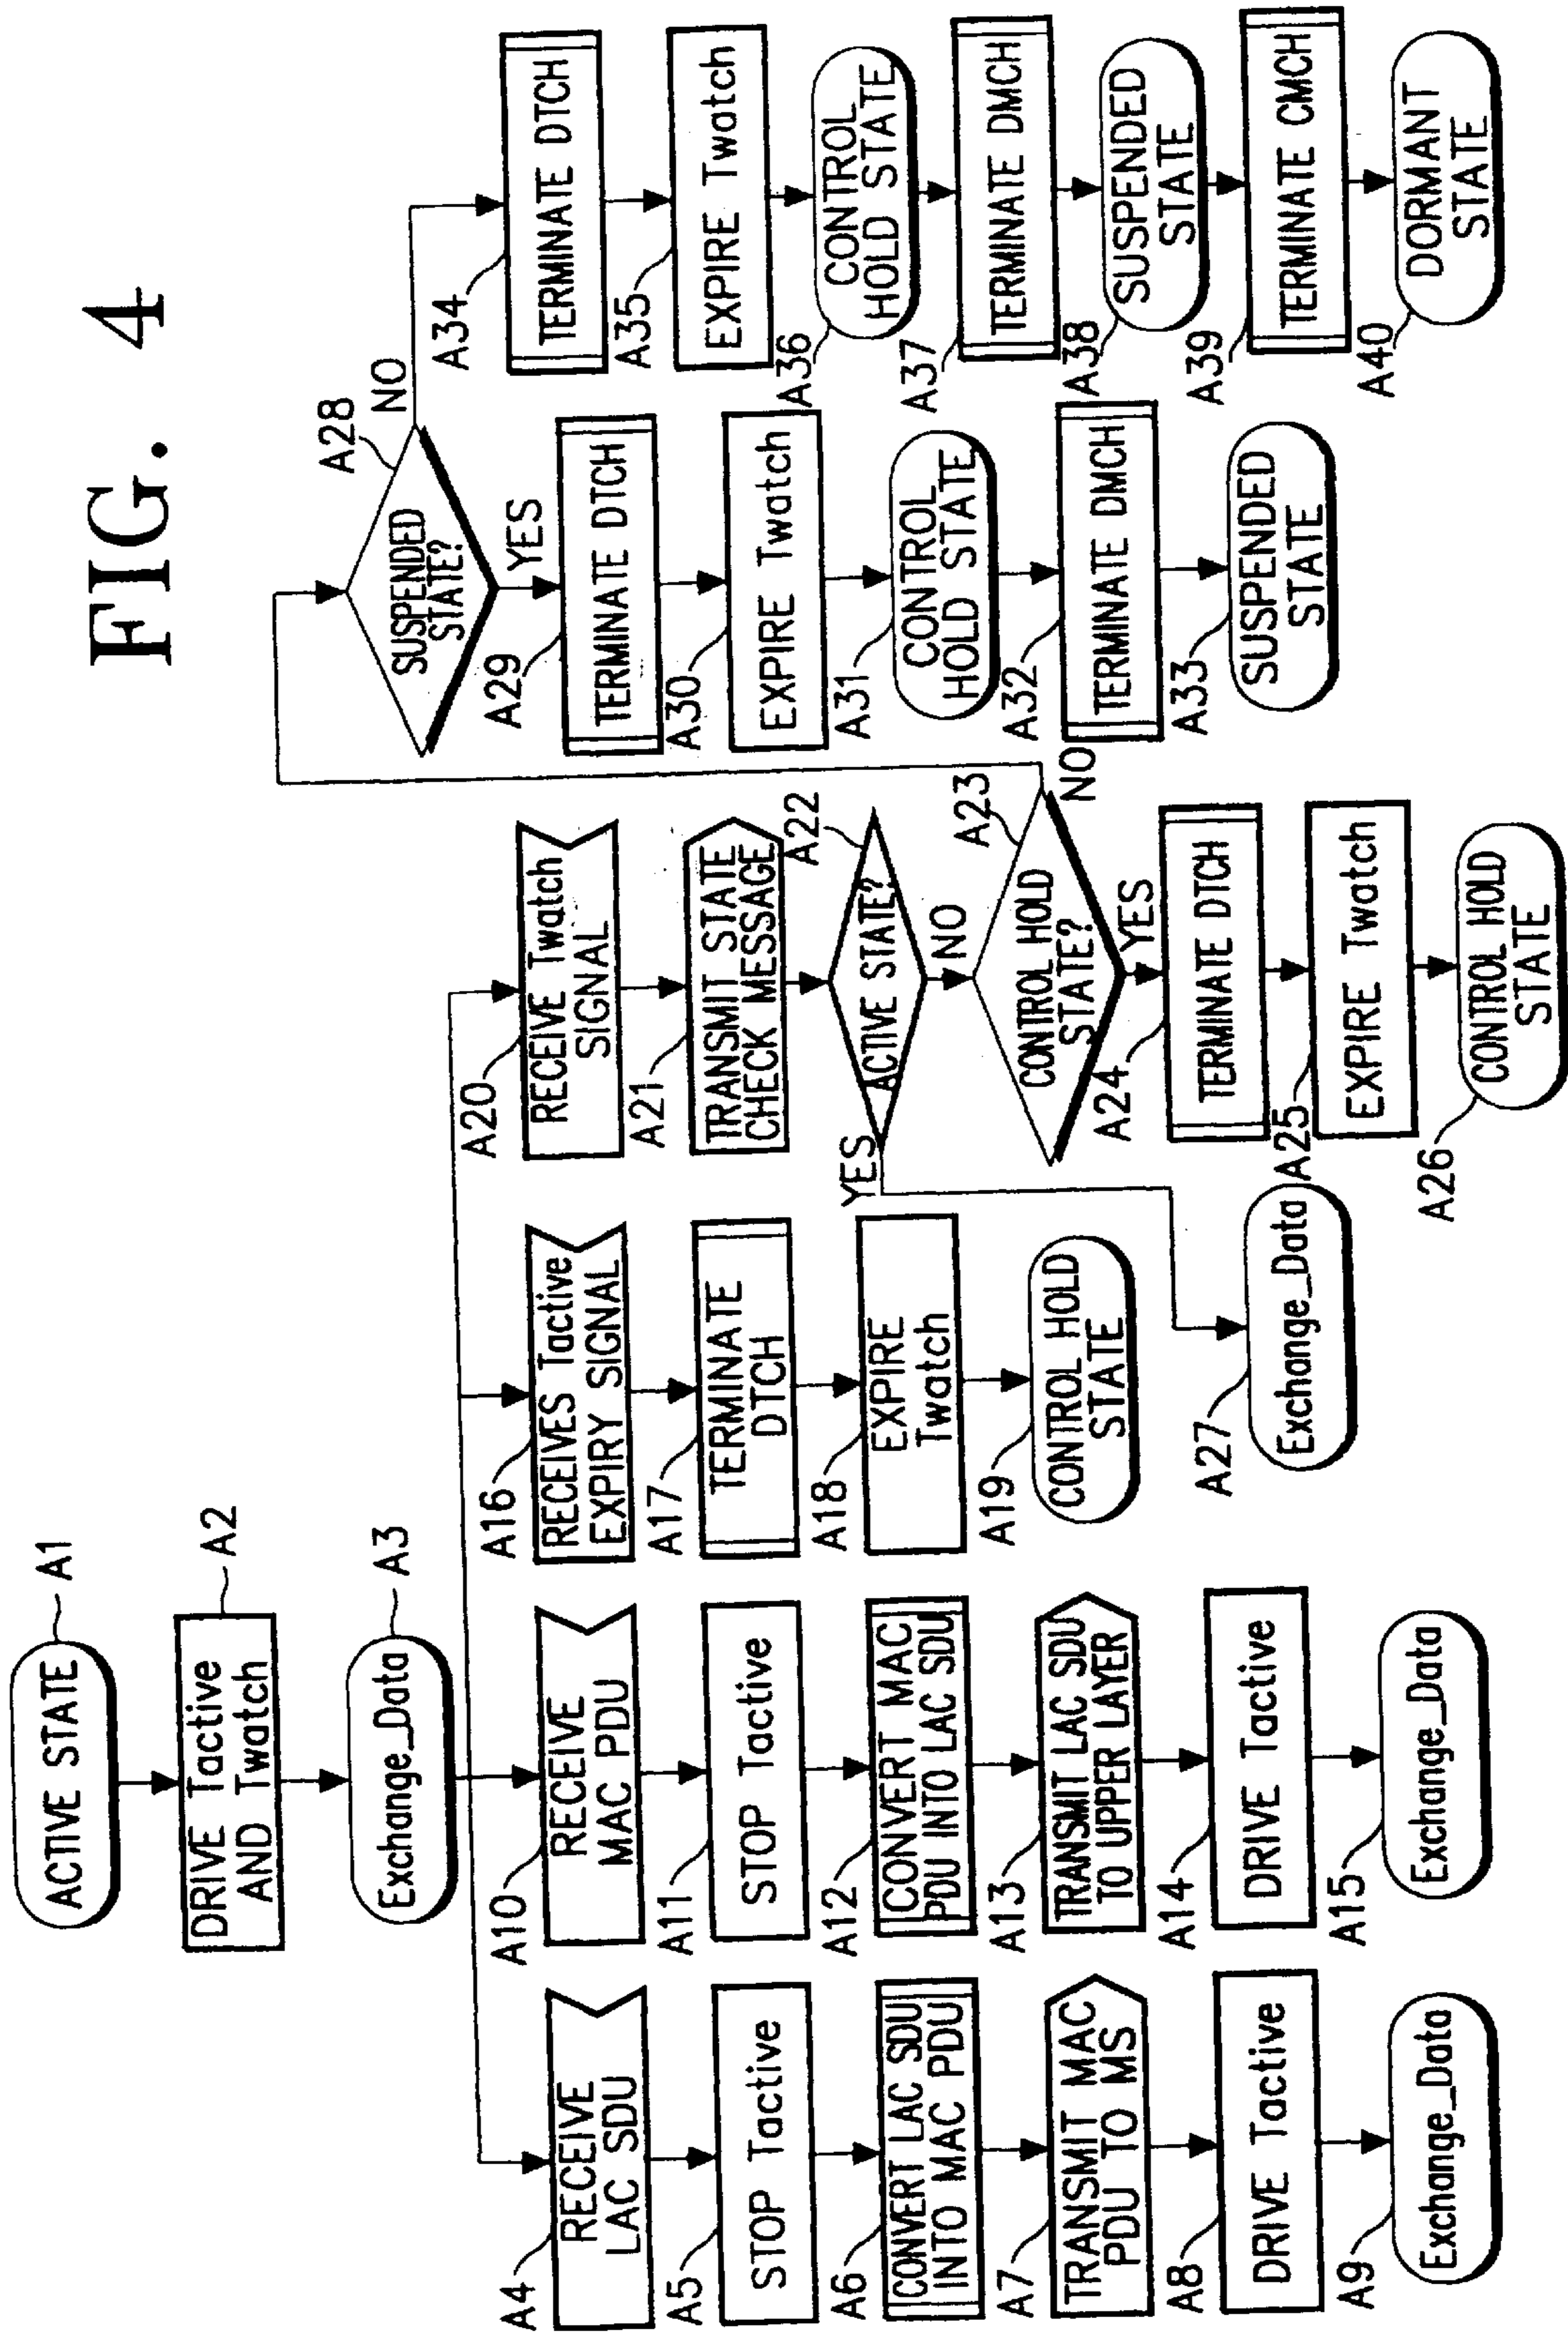 FIG. 4
ACTIVE STATE
A1
DRIVE Tactive
AND Twatch
A2
Exchange_Data
A3
A4
RECEIVE
LAC SDU
A5
STOP Tactive
A6
CONVERT LAC SDU
INTO MAC PDU
A7
TRANSMIT MAC
PDU TO MS
A8
DRIVE Tactive
A9
Exchange_Data
A10
RECEIVE
MAC PDU
A11
STOP Tactive
A12
CONVERT MAC
PDU INTO LAC SDU
A13
TRANSMIT LAC SDU
TO UPPER LAYER
A14
DRIVE Tactive
A15
Exchange_Data
A16
RECEIVES Tactive
EXPIRY SIGNAL
A17
TERMINATE
DTCH
A18
EXPIRE
Twatch
A19
CONTROL HOLD
STATE
A20
RECEIVE Twatch
SIGNAL
A21
TRANSMIT STATE
CHECK MESSAGE
A22
ACTIVE STATE?
YES
NO
A23
CONTROL HOLD
STATE?
YES
NO
A24
TERMINATE DTCH
A25
EXPIRE Twatch
A26
CONTROL HOLD
STATE
A27
Exchange_Data
A28
SUSPENDED
STATE?
YES
NO
A29
TERMINATE DTCH
A30
EXPIRE Twatch
A31
CONTROL
HOLD STATE
A32
TERMINATE DMCH
A33
SUSPENDED
STATE
A34
TERMINATE DTCH
A35
EXPIRE Twatch
A36
CONTROL
HOLD STATE
A37
TERMINATE DMCH
A38
SUSPENDED
STATE
A39
TERMINATE CMCH
A40
DORMANT
STATE